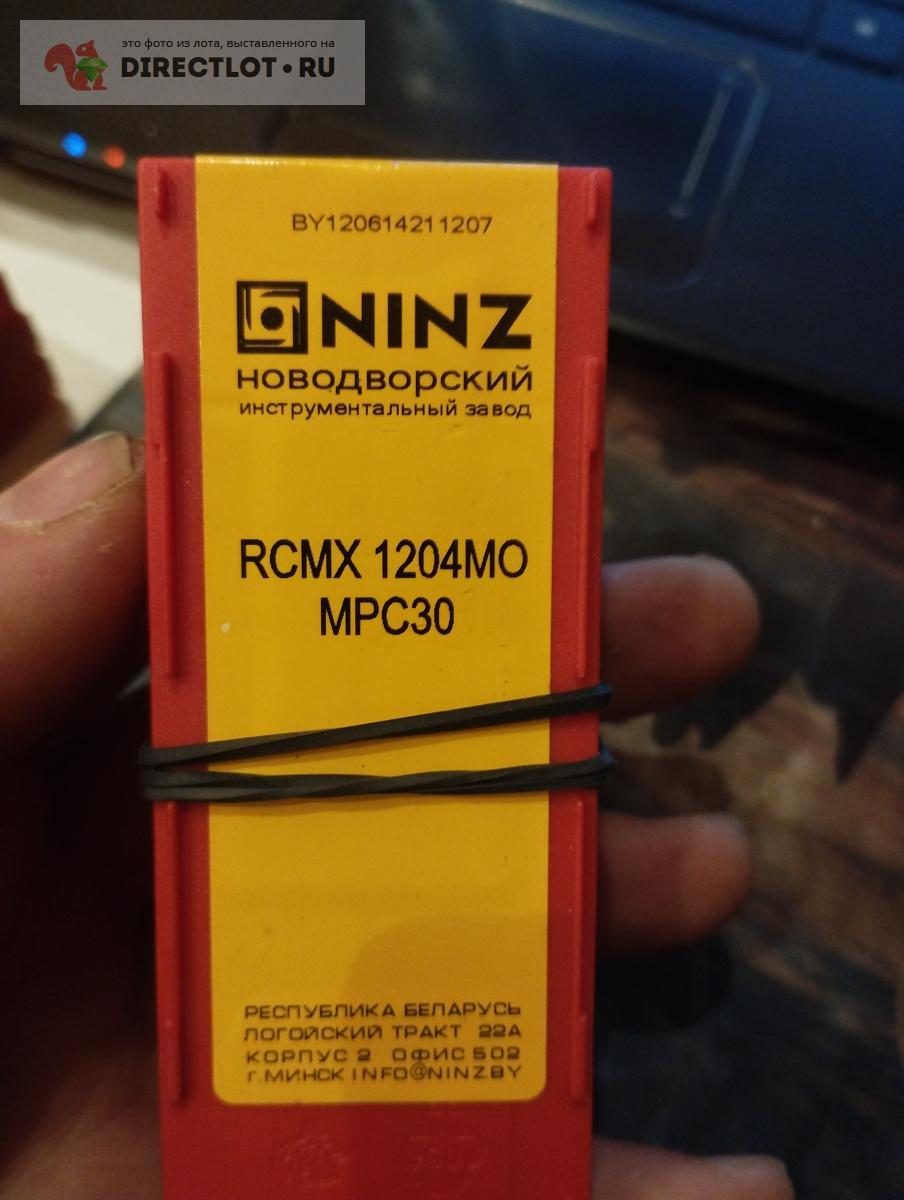 это фото из лота, выставленного на
DIRECTLOT•RU
BY120614211207
NINZ
НОВОДВОРСКИЙ
ИНСТРУМЕНТАЛЬНЫЙ ЗАВОД
RCMX 1204MO
MPC30
РЕСПУБЛИКА БЕЛАРУСЬ
ЛОГОЙСКИЙ ТРАКТ 22А
КОРПУС 2 ОФИС 502
Г.МИНСК INFO@NINZ.BY